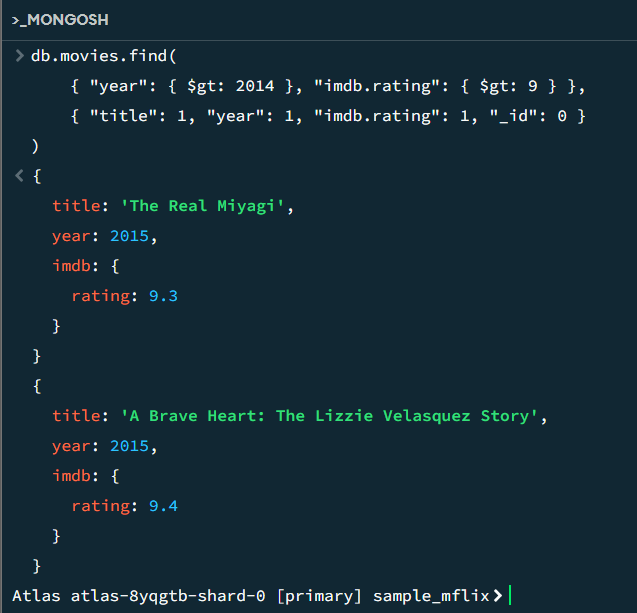 >_MONGOSH
> db.movies.find(
{ "year": { $gt: 2014 }, "imdb.rating": { $gt: 9 } },
{ "title": 1, "year": 1, "imdb.rating": 1, "_id": 0 }
)
< {
title: 'The Real Miyagi',
year: 2015,
imdb: {
rating: 9.3
}
}
{
title: 'A Brave Heart: The Lizzie Velasquez Story',
year: 2015,
imdb: {
rating: 9.4
}
}
Atlas atlas-8yqgtb-shard-0 [primary] sample_mflix>